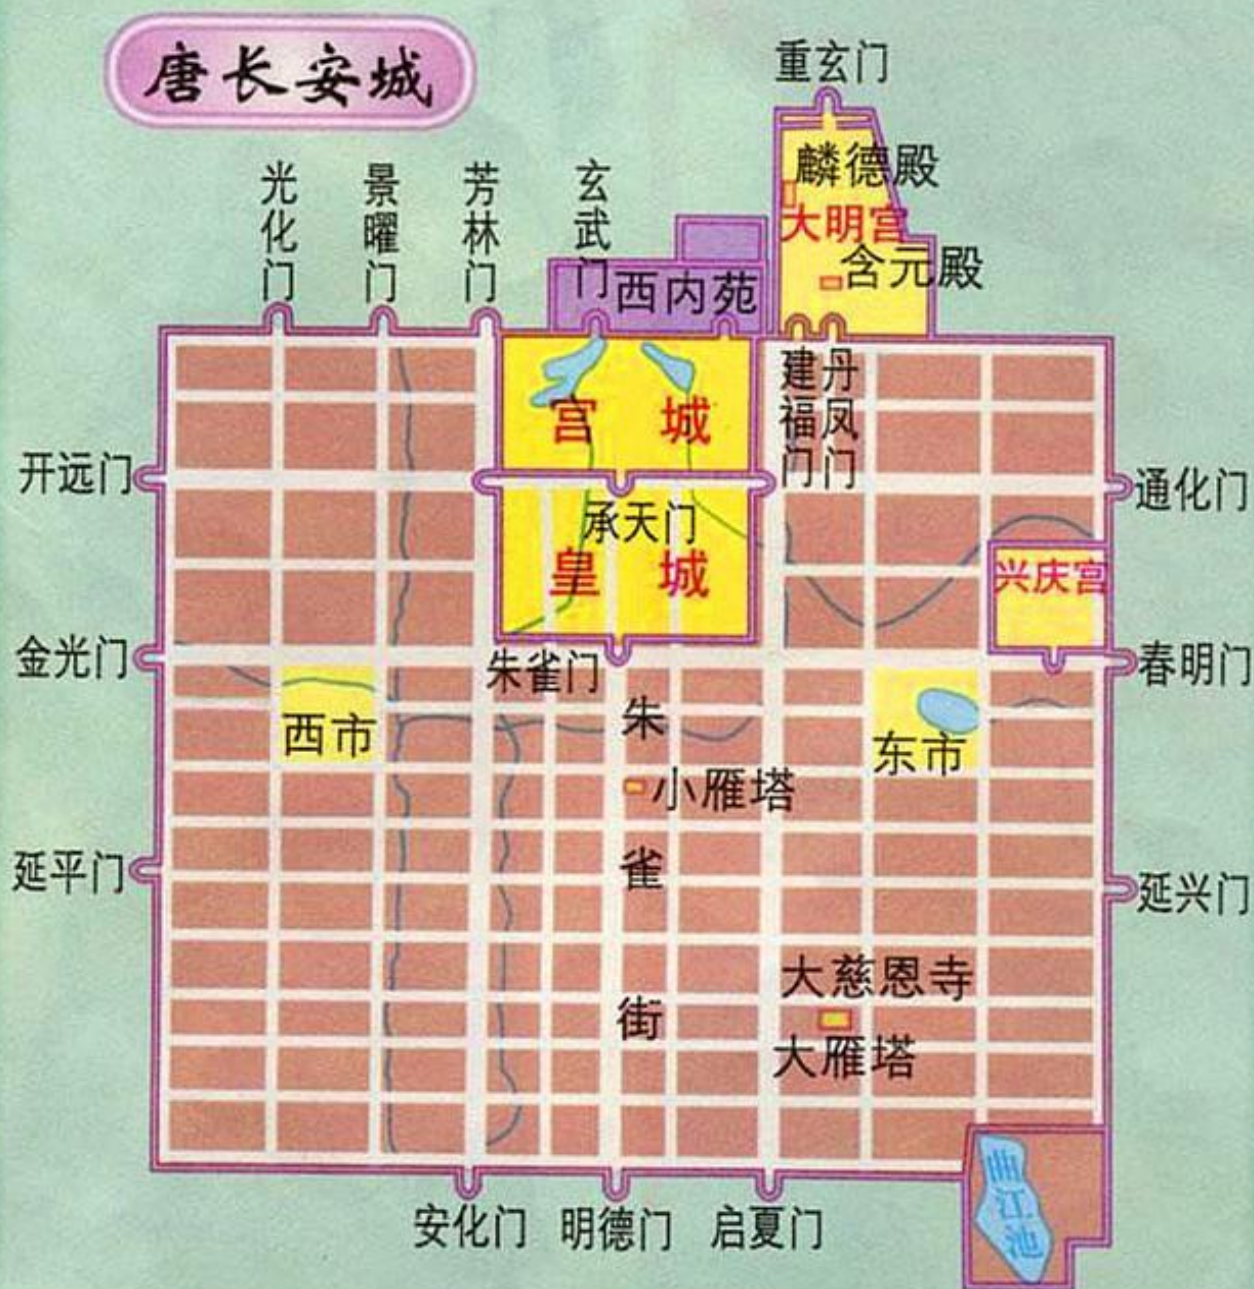 唐长安城
重玄门
光化门
景曜门
芳林门
玄武门
麟德殿
大明宫
含元殿
西内苑
建福门
丹凤门
宫城
开远门
通化门
承天门
皇城
兴庆宫
金光门
朱雀门
春明门
朱雀街
西市
东市
小雁塔
延平门
延兴门
大慈恩寺
大雁塔
曲江池
安化门
明德门
启夏门